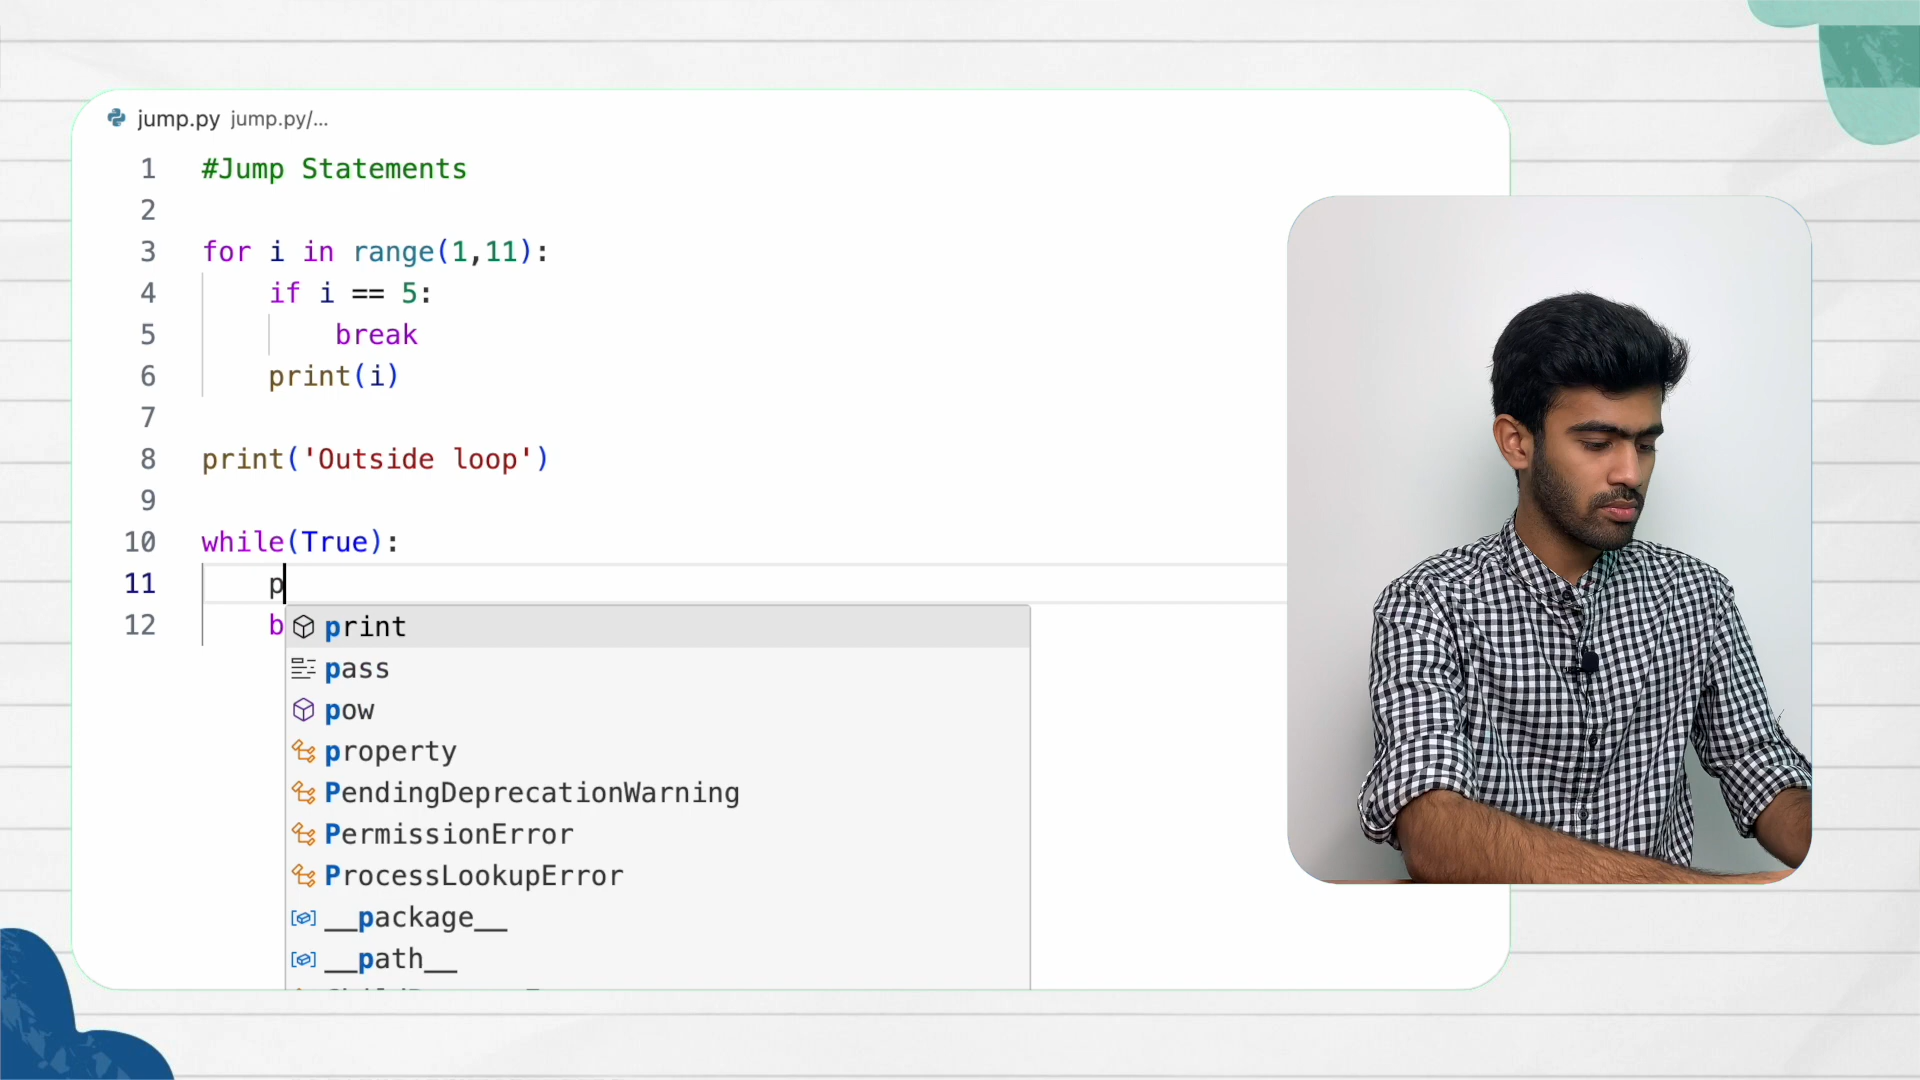 jump.py jump.py/...
1 #Jump Statements
2
3 for i in range(1,11):
4     if i == 5:
5         break
6     print(i)
7
8 print('Outside loop')
9
10 while(True):
11     p
12     b
print
pass
pow
property
PendingDeprecationWarning
PermissionError
ProcessLookupError
__package__
__path__